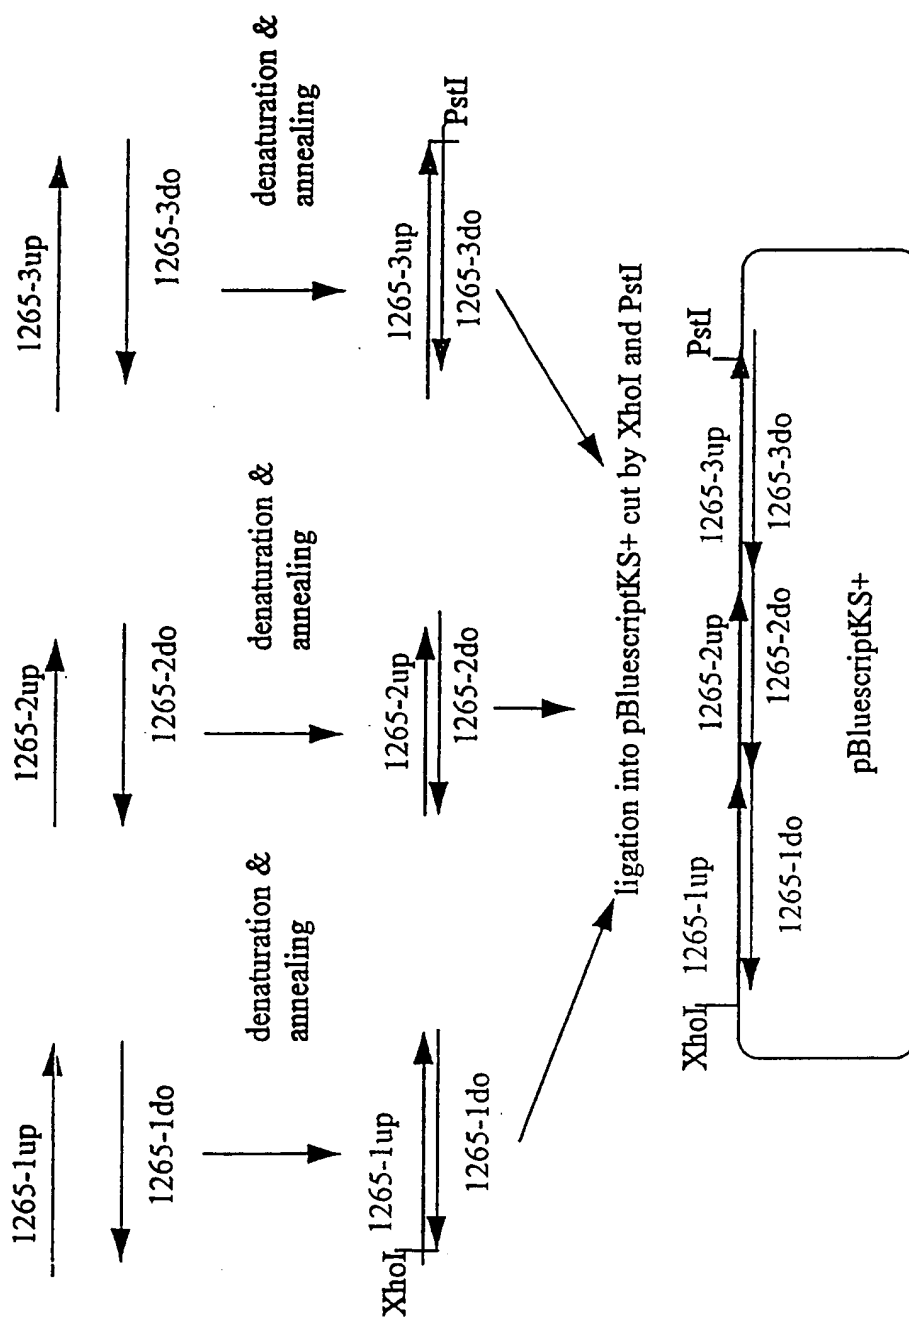 1265-1up
1265-2up
1265-3up
1265-1do
1265-2do
1265-3do
denaturation &
annealing
denaturation &
annealing
denaturation &
annealing
XhoI
1265-1up
1265-2up
1265-3up
1265-1do
1265-2do
1265-3do
PstI
ligation into pBluescriptKS+ cut by XhoI and PstI
XhoI
1265-1up
1265-2up
1265-3up
PstI
1265-1do
1265-2do
1265-3do
pBluescriptKS+